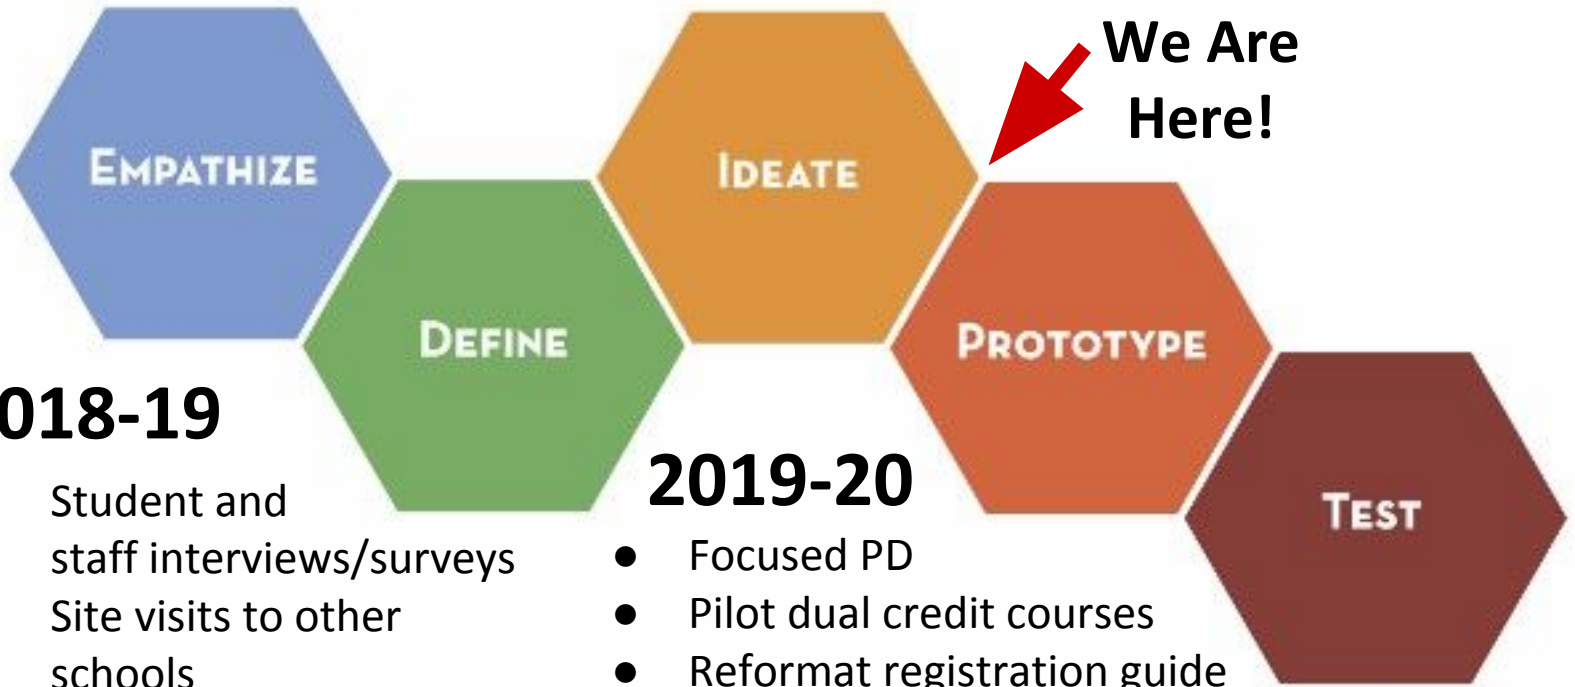 We Are
Here!
EMPATHIZE
IDEATE
DEFINE
PROTOTYPE
TEST
018-19
Student and
staff interviews/surveys
Site visits to other
schools
2019-20
● Focused PD
● Pilot dual credit courses
● Reformat registration guide